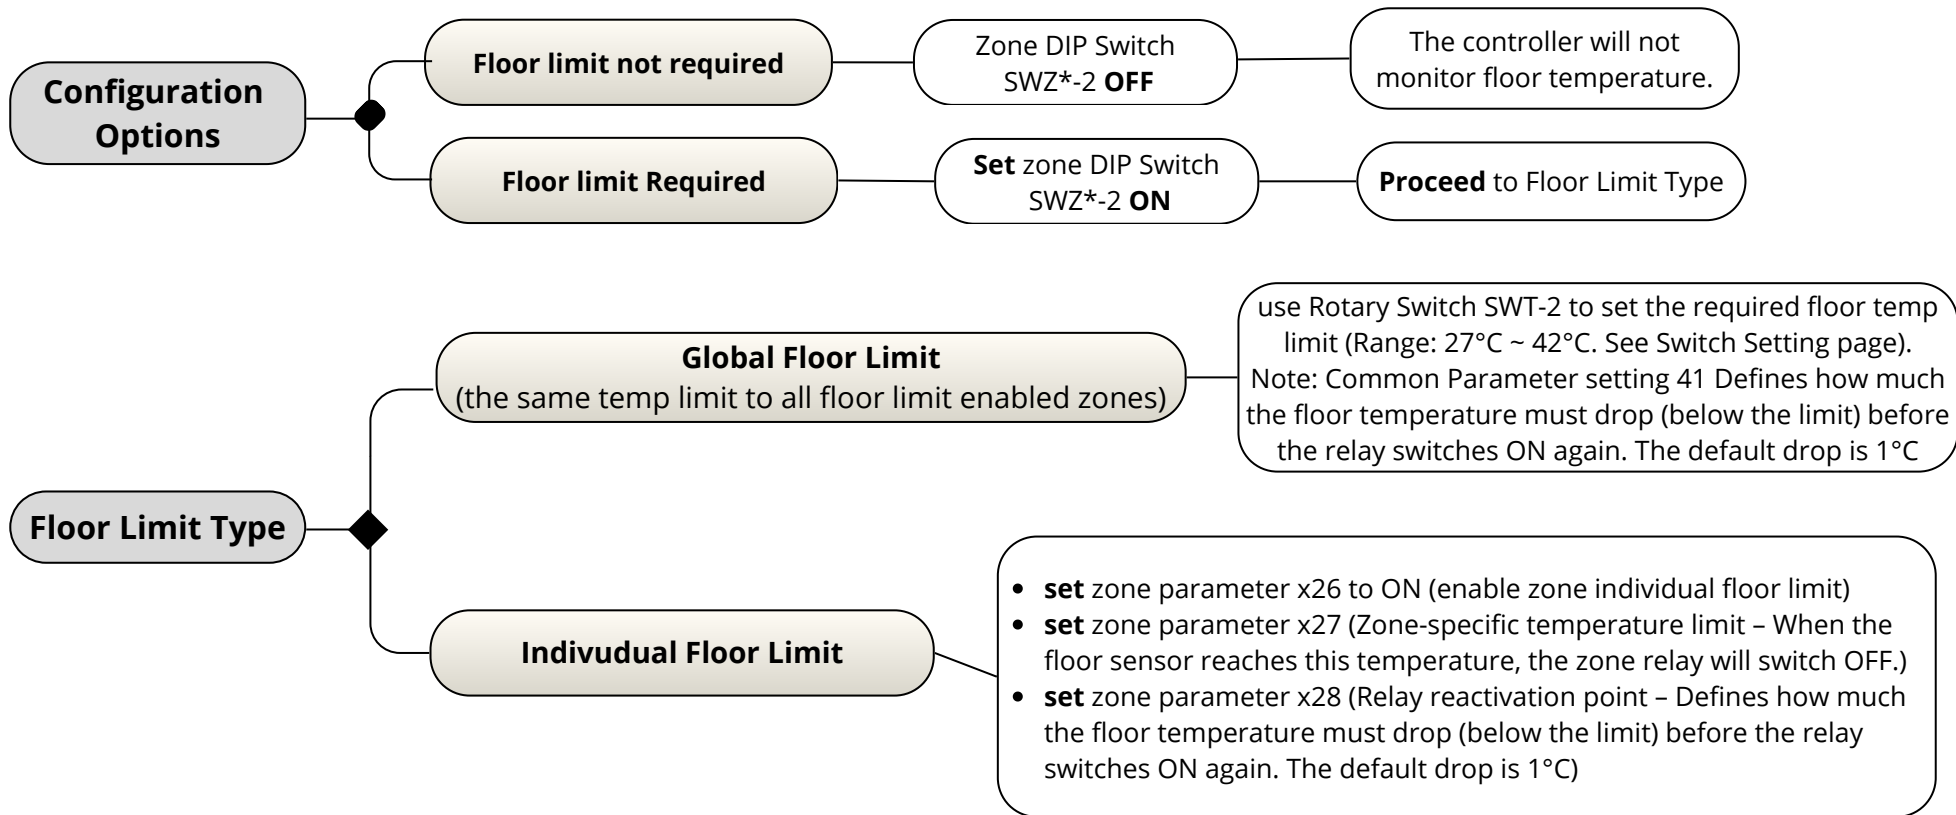 Configuration
Options
Floor limit not required
Zone DIP Switch
SWZ*-2 OFF
The controller will not
monitor floor temperature.
Floor limit Required
Set zone DIP Switch
SWZ*-2 ON
Proceed to Floor Limit Type
Floor Limit Type
Global Floor Limit
(the same temp limit to all floor limit enabled zones)
use Rotary Switch SWT-2 to set the required floor temp
limit (Range: 27°C ~ 42°C. See Switch Setting page).
Note: Common Parameter setting 41 Defines how much
the floor temperature must drop (below the limit) before
the relay switches ON again. The default drop is 1°C
Indivudual Floor Limit
• set zone parameter x26 to ON (enable zone individual floor limit)
• set zone parameter x27 (Zone-specific temperature limit – When the
floor sensor reaches this temperature, the zone relay will switch OFF.)
• set zone parameter x28 (Relay reactivation point – Defines how much
the floor temperature must drop (below the limit) before the relay
switches ON again. The default drop is 1°C)